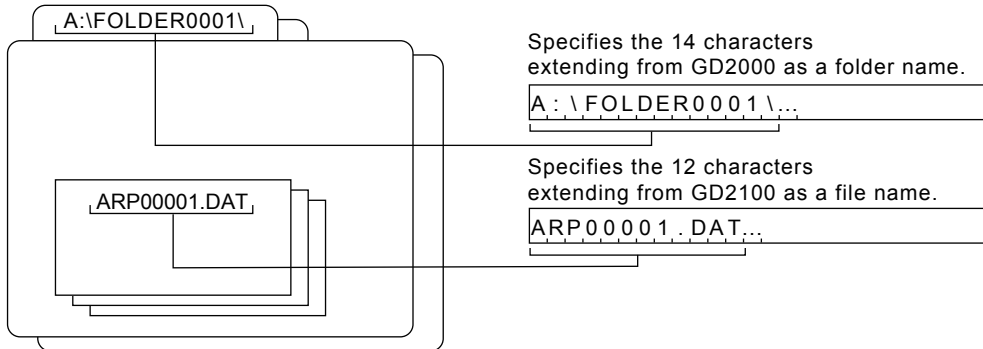 A:\FOLDER0001\
Specifies the 14 characters
extending from GD2000 as a folder name.
A:\FOLDER0001\...
Specifies the 12 characters
extending from GD2100 as a file name.
ARP00001.DAT
ARP00001.DAT...